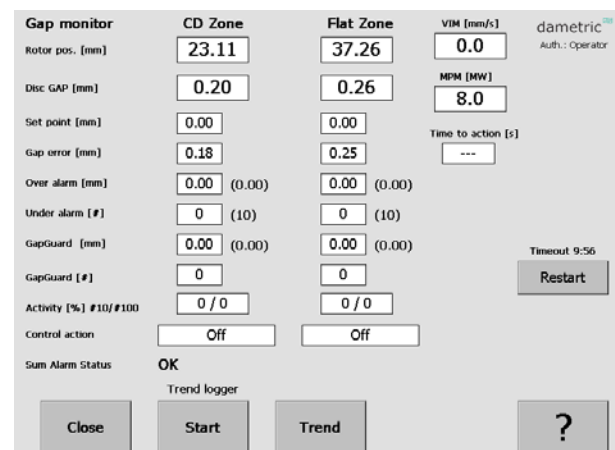 Gap monitor CD Zone Flat Zone VIM [mm/s] dametric
Auth.: Operator
Rotor pos. [mm] 23.11 37.26 0.0
MPM [MW]
Disc GAP [mm] 0.20 0.26 8.0
Set point [mm] 0.00 0.00
Time to action [s]
Gap error [mm] 0.18 0.25 ---
Over alarm [mm] 0.00 (0.00) 0.00 (0.00)
Under alarm [#] 0 (10) 0 (10)
GapGuard [mm] 0.00 (0.00) 0.00 (0.00)
Timeout 9:56
GapGuard [#] 0 0 Restart
Activity [%] #10/#100 0 / 0 0 / 0
Control action Off Off
Sum Alarm Status OK
Trend logger
Close Start Trend ?